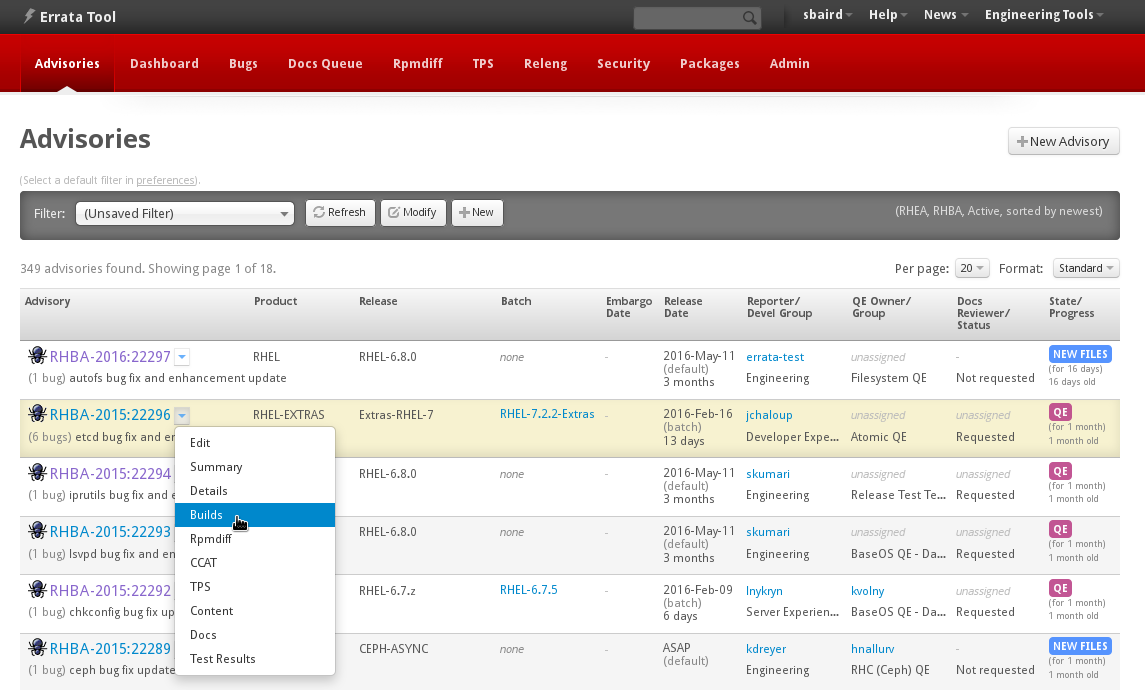 Errata Tool
sbaird Help News Engineering Tools
Advisories Dashboard Bugs Docs Queue Rpmdiff TPS Releng Security Packages Admin
Advisories
New Advisory
(Select a default filter in preferences).
Filter: (Unsaved Filter) Refresh Modify New (RHEA, RHBA, Active, sorted by newest)
349 advisories found. Showing page 1 of 18. Per page: 20 Format: Standard
Advisory Product Release Batch Embargo Release Reporter/ QE Owner/ Docs State/
Date Date Devel Group Group Reviewer/ Progress
Status
RHBA-2016:22297 RHEL RHEL-6.8.0 none - 2016-May-11 errata-test unassigned - NEW FILES
(default) (for 16 days)
(1 bug) autofs bug fix and enhancement update 3 months Engineering Filesystem QE Not requested 16 days old
RHBA-2015:22296 RHEL-EXTRAS Extras-RHEL-7 RHEL-7.2.2-Extras - 2016-Feb-16 jchaloup unassigned unassigned QE
(batch) (for 1 month)
(6 bugs) etcd bug fix and en 13 days Developer Expe... Atomic QE Requested 1 month old
Edit
Summary
RHBA-2015:22294 RHEL-6.8.0 none - 2016-May-11 skumari unassigned unassigned QE
(default) (for 1 month)
Details
(1 bug) iprutils bug fix and e 3 months Engineering Release Test Te... Requested 1 month old
Builds
RHBA-2015:22293 RHEL-6.8.0 none - 2016-May-11 skumari unassigned unassigned QE
Rpmdiff
(default) (for 1 month)
(1 bug) lsvpd bug fix and en 3 months Engineering BaseOS QE - Da... Requested 1 month old
CCAT
TPS
RHBA-2015:22292 RHEL-6.7.z RHEL-6.7.5 - 2016-Feb-09 lnykryn kvolny unassigned QE
(batch) (for 1 month)
Content
(1 bug) chkconfig bug fix up 6 days Server Experien... BaseOS QE - Da... Requested 1 month old
Docs
RHBA-2015:22289 CEPH-ASYNC none - ASAP kdreyer hnallurv - NEW FILES
Test Results
(default) (for 1 month)
(1 bug) ceph bug fix update Engineering RHC (Ceph) QE Not requested 1 month old